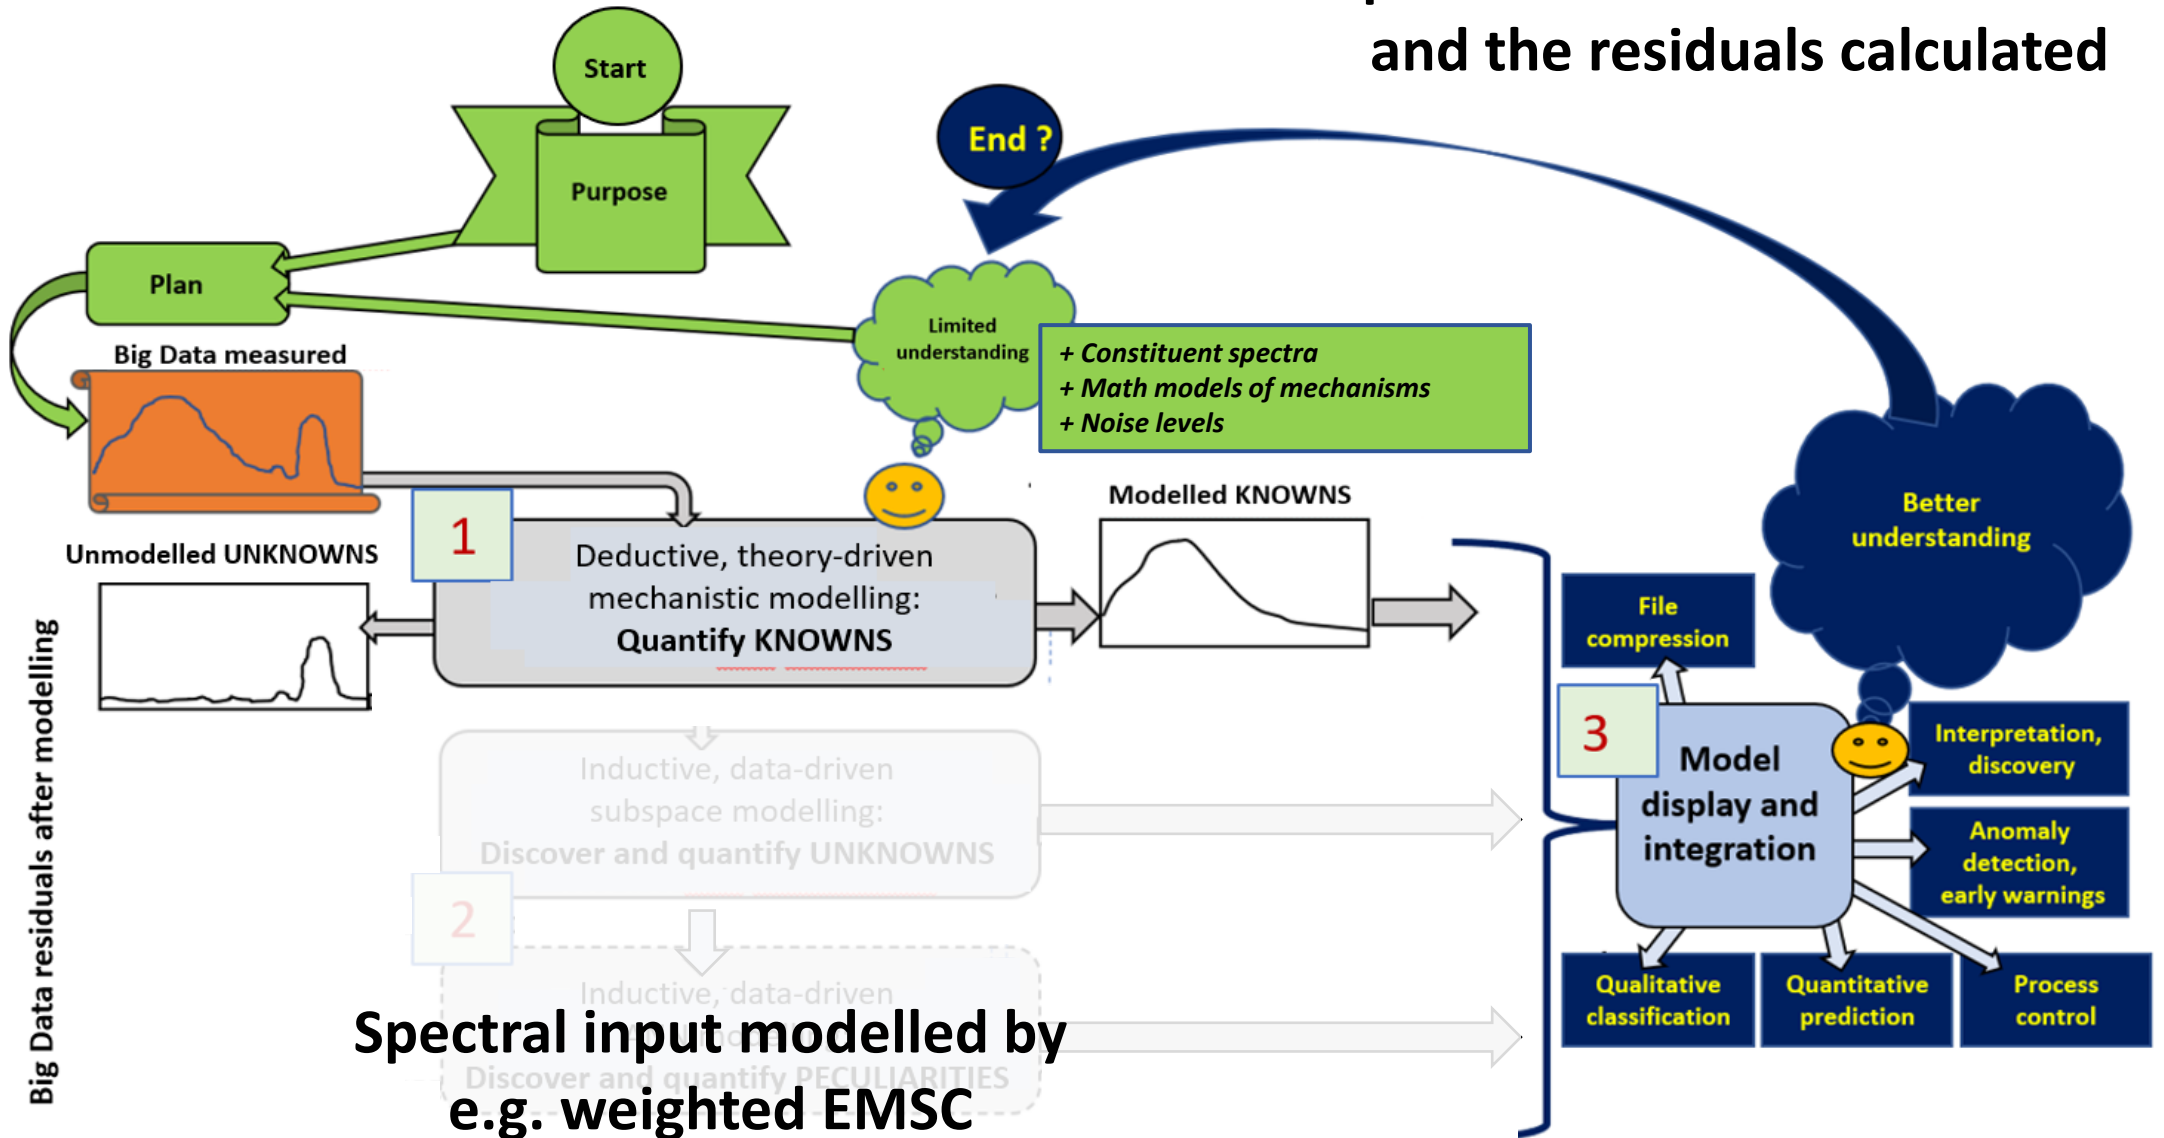 and the residuals calculated
Start
End ?
Purpose
Plan
Limited
understanding
+ Constituent spectra
+ Math models of mechanisms
+ Noise levels
Big Data measured
Better
understanding
Modelled KNOWNS
1
Deductive, theory-driven
mechanistic modelling:
Quantify KNOWNS
Unmodelled UNKNOWNS
Big Data residuals after modelling
File
compression
3
Model
display and
integration
Interpretation,
discovery
Anomaly
detection,
early warnings
Inductive, data-driven
subspace modelling:
Discover and quantify UNKNOWNS
2
Inductive, data-driven
Discover and quantify PECULIARITIES
Spectral input modelled by
e.g. weighted EMSC
Qualitative
classification
Quantitative
prediction
Process
control